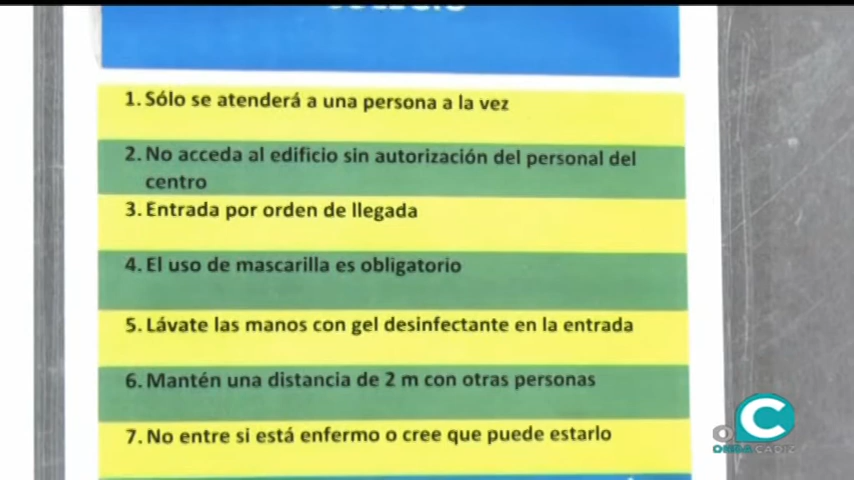 COLEGIO
1. Sólo se atenderá a una persona a la vez
2. No acceda al edificio sin autorización del personal del
centro
3. Entrada por orden de llegada
4. El uso de mascarilla es obligatorio
5. Lávate las manos con gel desinfectante en la entrada
6. Mantén una distancia de 2 m con otras personas
7. No entre si está enfermo o cree que puede estarlo
ONDACADIZ